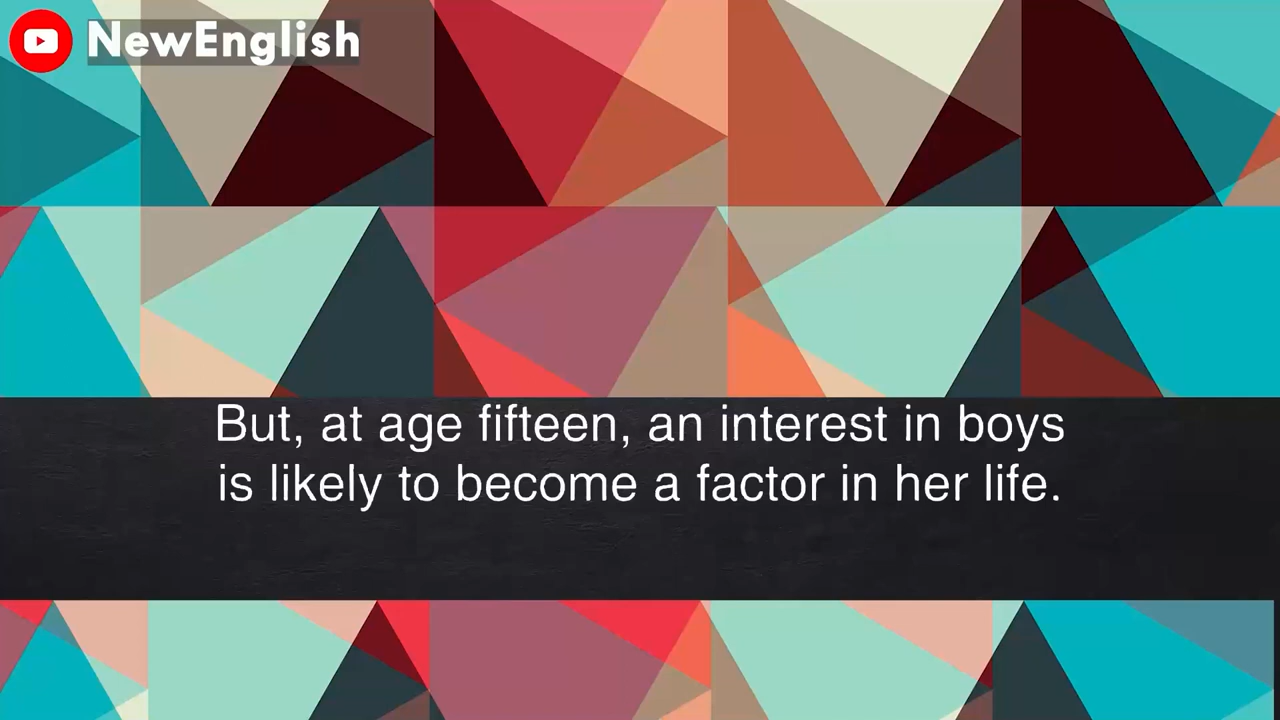 NewEnglish
But, at age fifteen, an interest in boys
is likely to become a factor in her life.